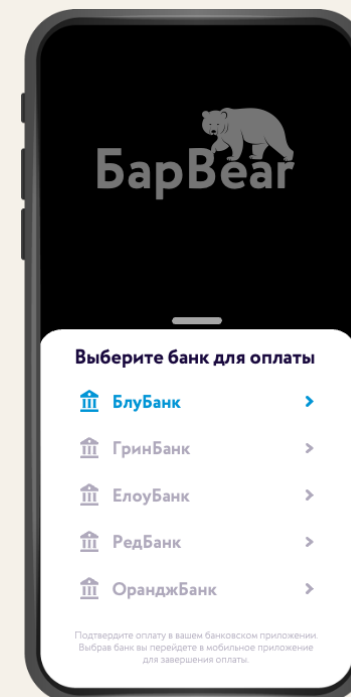 БарBear
Выберите банк для оплаты
БлуБанк
ГринБанк
ЕлоуБанк
РедБанк
ОранджБанк
Подтвердите оплату в вашем банковском приложении.
Выбрав банк вы перейдете в мобильное приложение
для завершения оплаты.